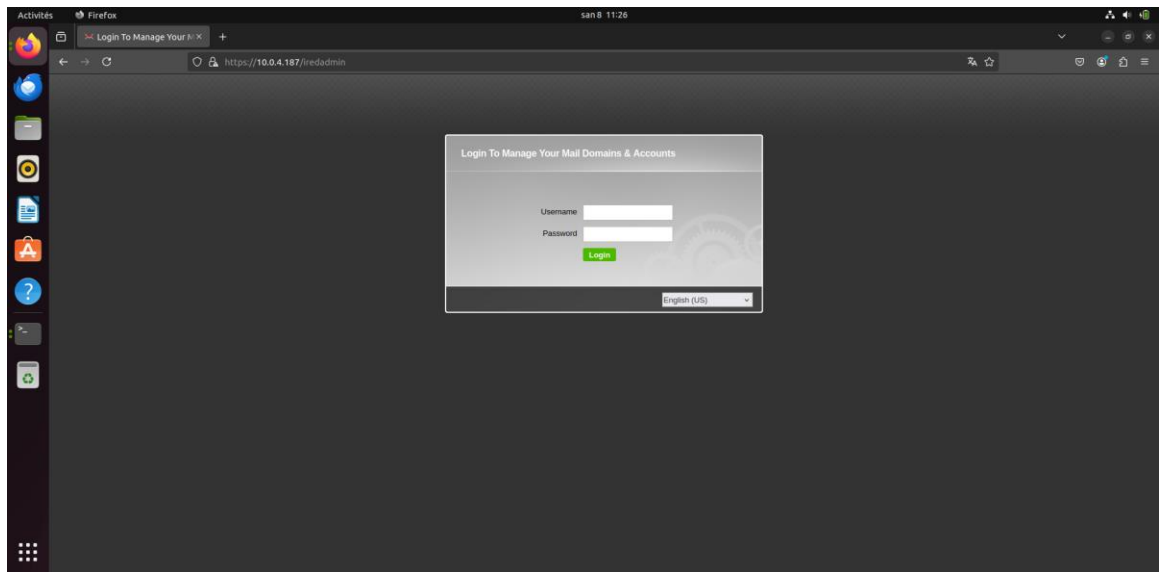 Activités
Firefox
san 8 11:26
Login To Manage Your M
https://10.0.4.187/iredadmin
Login To Manage Your Mail Domains & Accounts
Username
Password
Login
English (US)